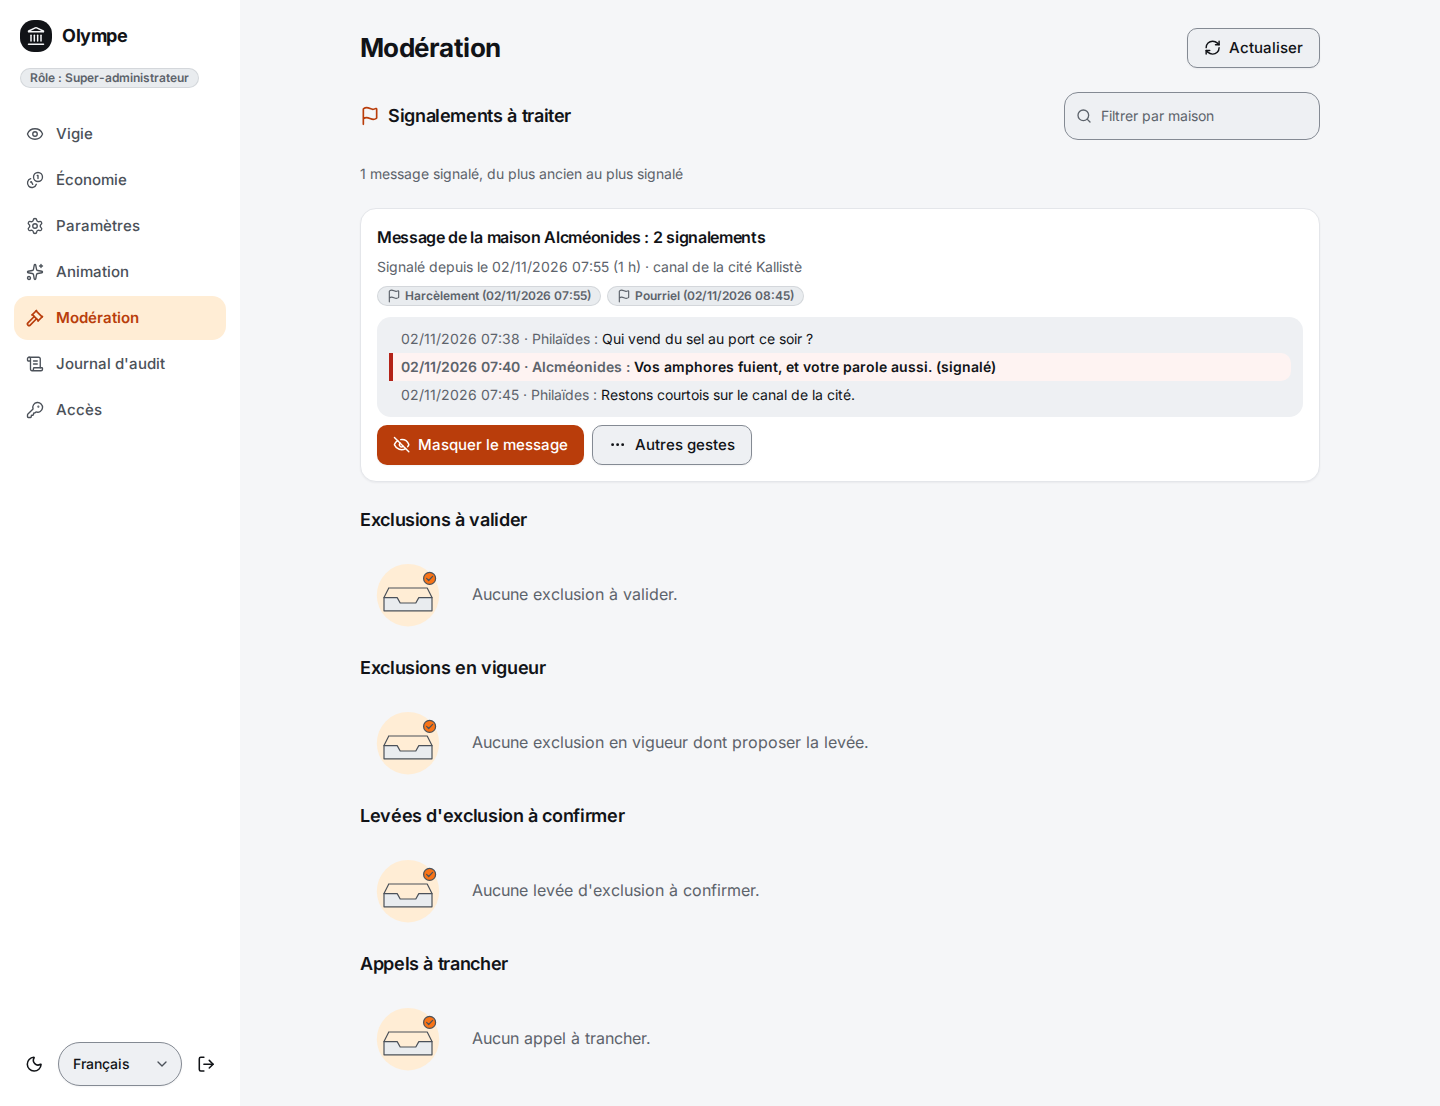 Olympe
Rôle : Super-administrateur
Vigie
Économie
Paramètres
Animation
Modération
Journal d'audit
Accès
Français
Modération
Actualiser
Signalements à traiter
Filtrer par maison
1 message signalé, du plus ancien au plus signalé
Message de la maison Alcméonides : 2 signalements
Signalé depuis le 02/11/2026 07:55 (1 h) · canal de la cité Kallistè
Harcèlement (02/11/2026 07:55)
Pourriel (02/11/2026 08:45)
02/11/2026 07:38 · Philaïdes : Qui vend du sel au port ce soir ?
02/11/2026 07:40 · Alcméonides : Vos amphores fuient, et votre parole aussi. (signalé)
02/11/2026 07:45 · Philaïdes : Restons courtois sur le canal de la cité.
Masquer le message
Autres gestes
Exclusions à valider
Aucune exclusion à valider.
Exclusions en vigueur
Aucune exclusion en vigueur dont proposer la levée.
Levées d'exclusion à confirmer
Aucune levée d'exclusion à confirmer.
Appels à trancher
Aucun appel à trancher.